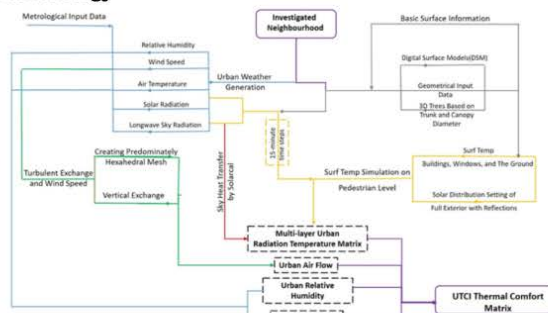 Metrological Input Data
Investigated
Neighbourhood
Basic Surface Information
Relative Humidity
Wind Speed
Urban Weather
Generation
Digital Surface Models(DSM)
Air Temperature
Geometrical Input
Data
Solar Radiation
3D Trees Based on
Trunk and Canopy
Diameter
Longwave Sky Radiation
15-minute
time steps
Creating Predominately
Hexahedral Mesh
Surf Temp
Buildings, Windows, and The Ground
Turbulent Exchange
and Wind Speed
Sky Heat Transfer
by Solarcal
Surf Temp Simulation on
Pedestrian Level
Vertical Exchange
Solar Distribution Setting of
Full Exterior with Reflections
Multi-layer Urban
Radiation Temperature Matrix
Urban Air Flow
Urban Relative
Humidity
UTCI Thermal Comfort
Matrix